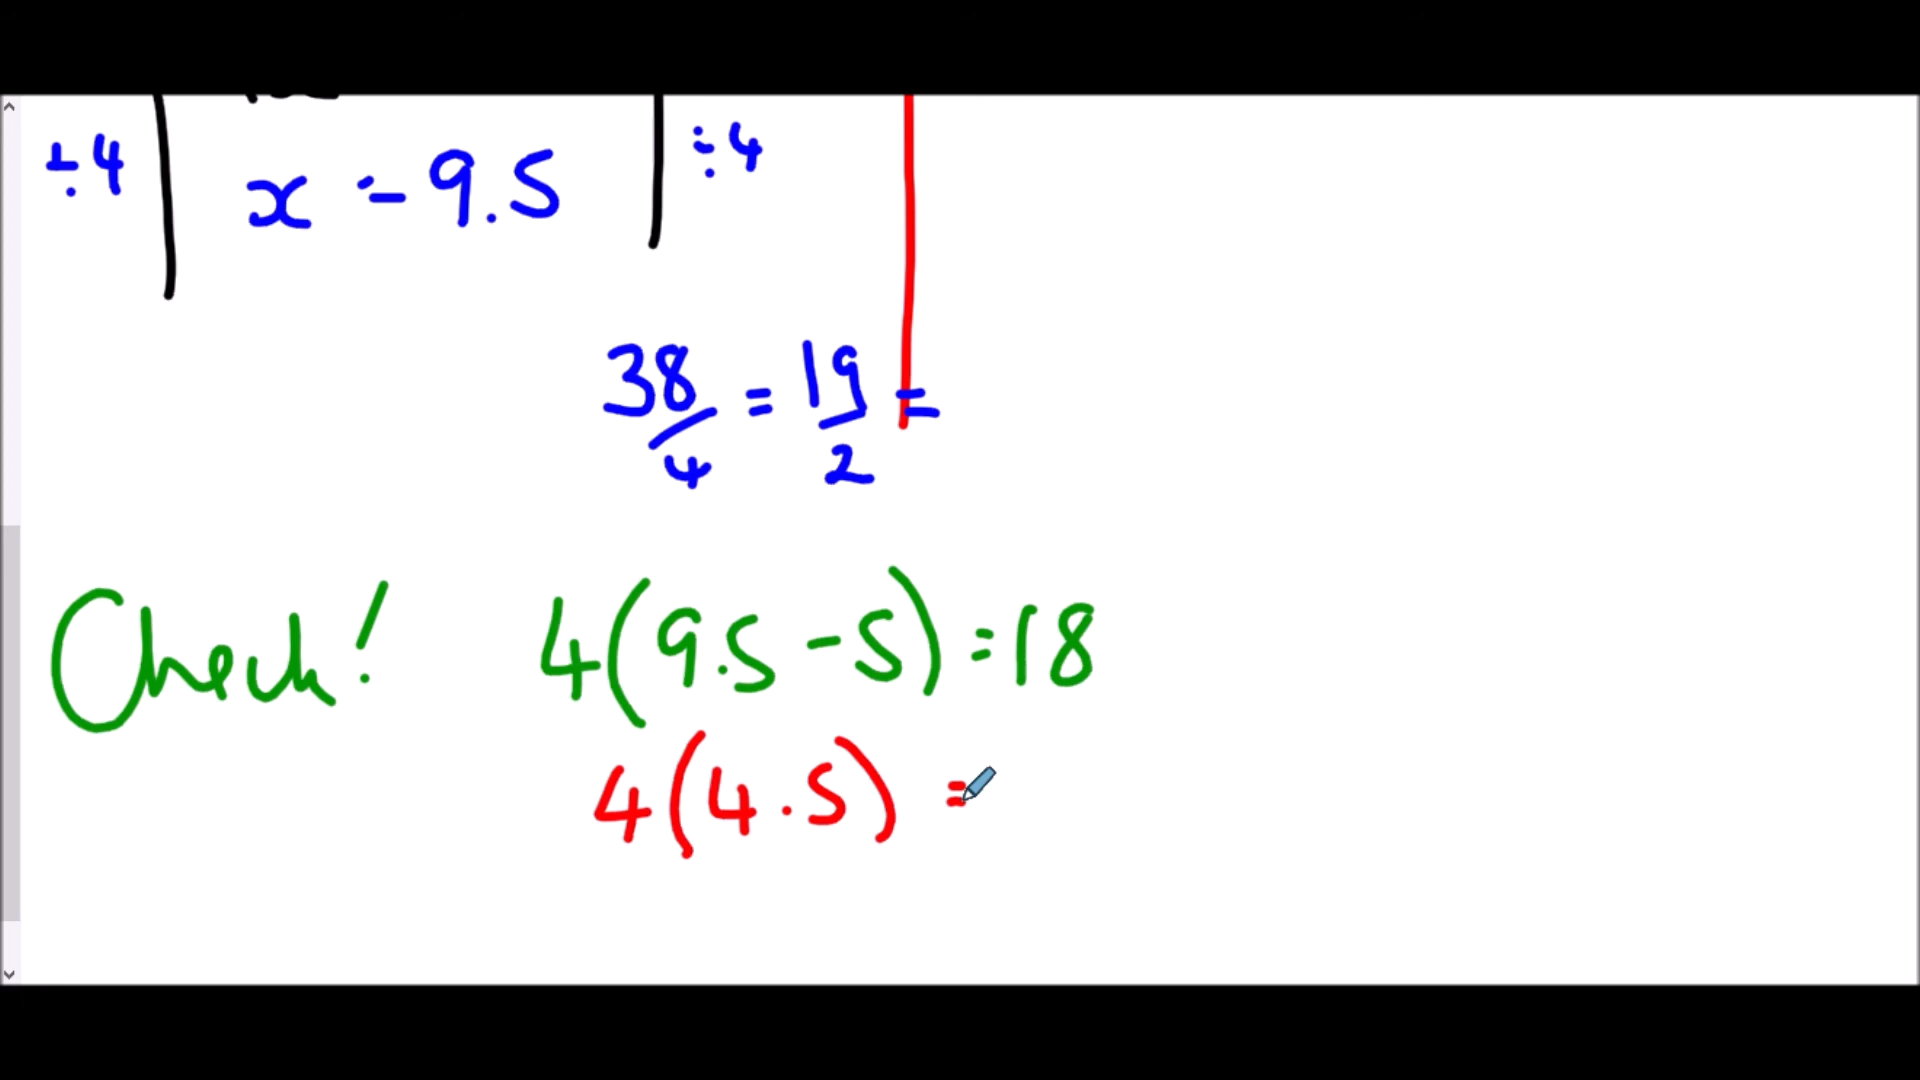 ÷4 x = 9.5 ÷4
38/4 = 19/2 =
Check! 4(9.5 - 5) = 18
4(4.5) =